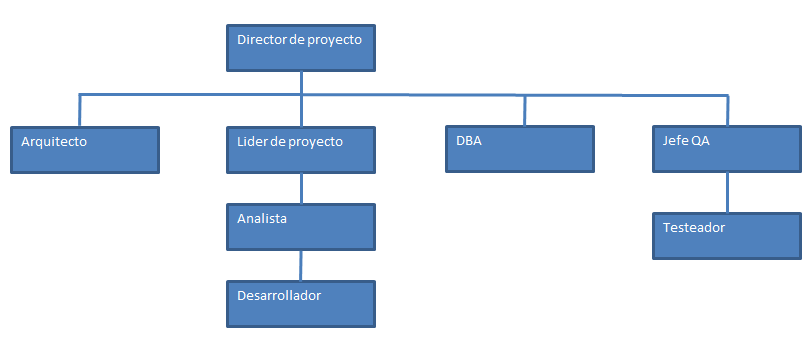 Director de proyecto
Arquitecto
Lider de proyecto
DBA
Jefe QA
Analista
Testeador
Desarrollador